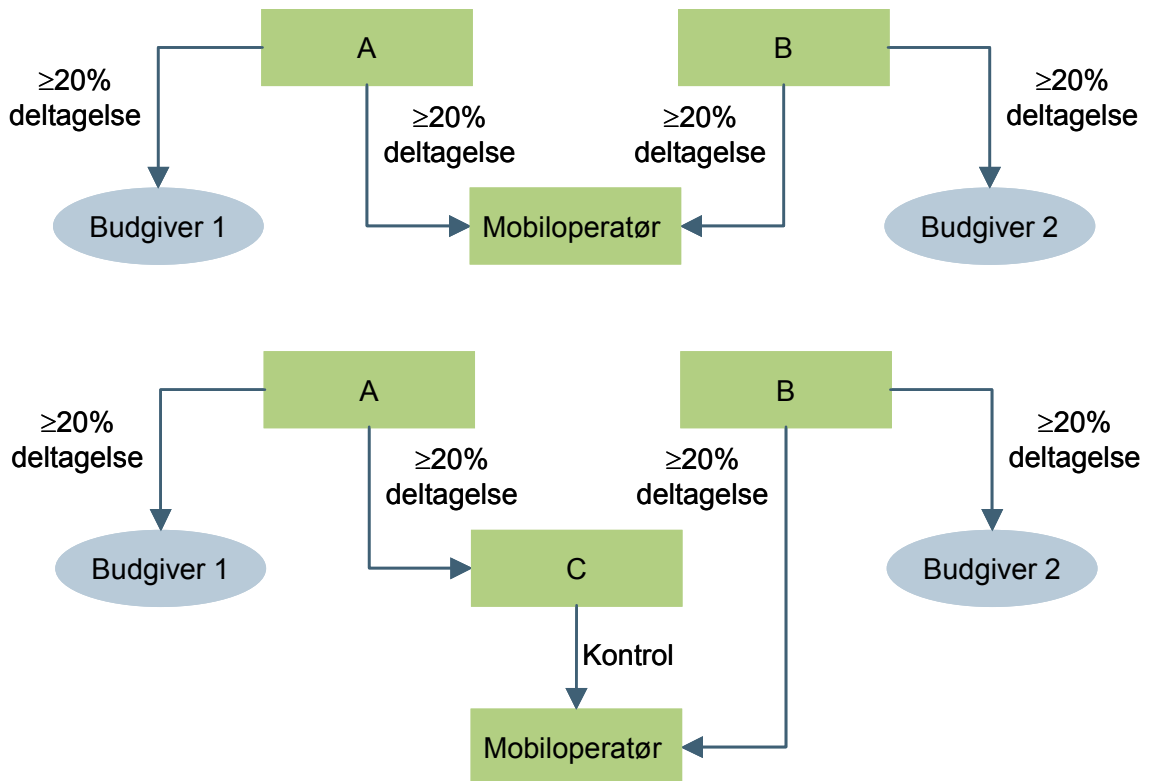 A
B
≥20%
deltagelse
≥20%
deltagelse
≥20%
deltagelse
≥20%
deltagelse
Budgiver 1
Mobiloperatør
Budgiver 2
A
B
≥20%
deltagelse
≥20%
deltagelse
≥20%
deltagelse
≥20%
deltagelse
Budgiver 1
C
Budgiver 2
Kontrol
Mobiloperatør